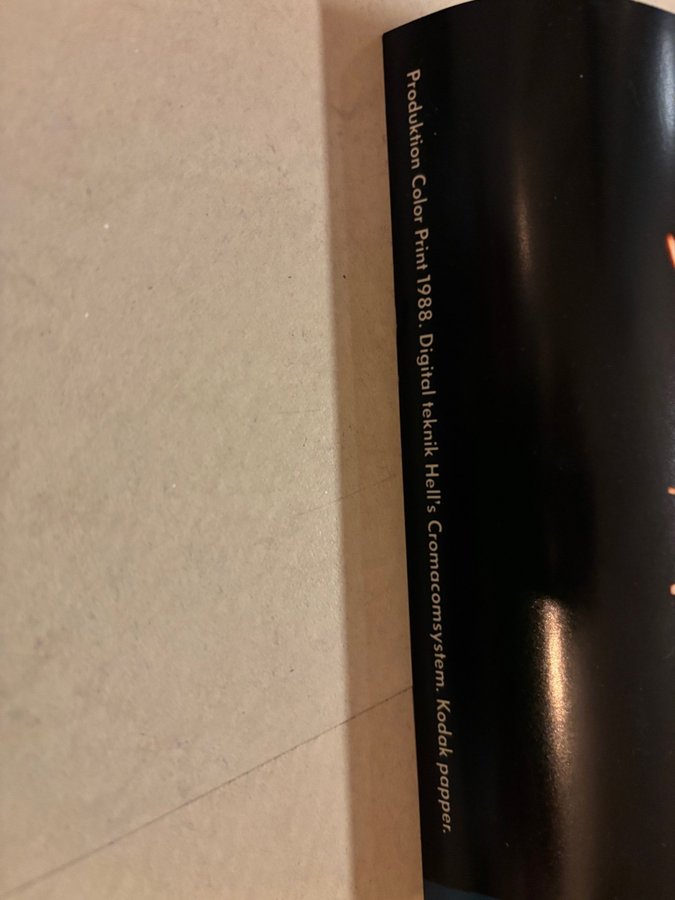 Produktion Color Print 1988. Digital teknik Hell's Cromacomsystem. Kodak papper.